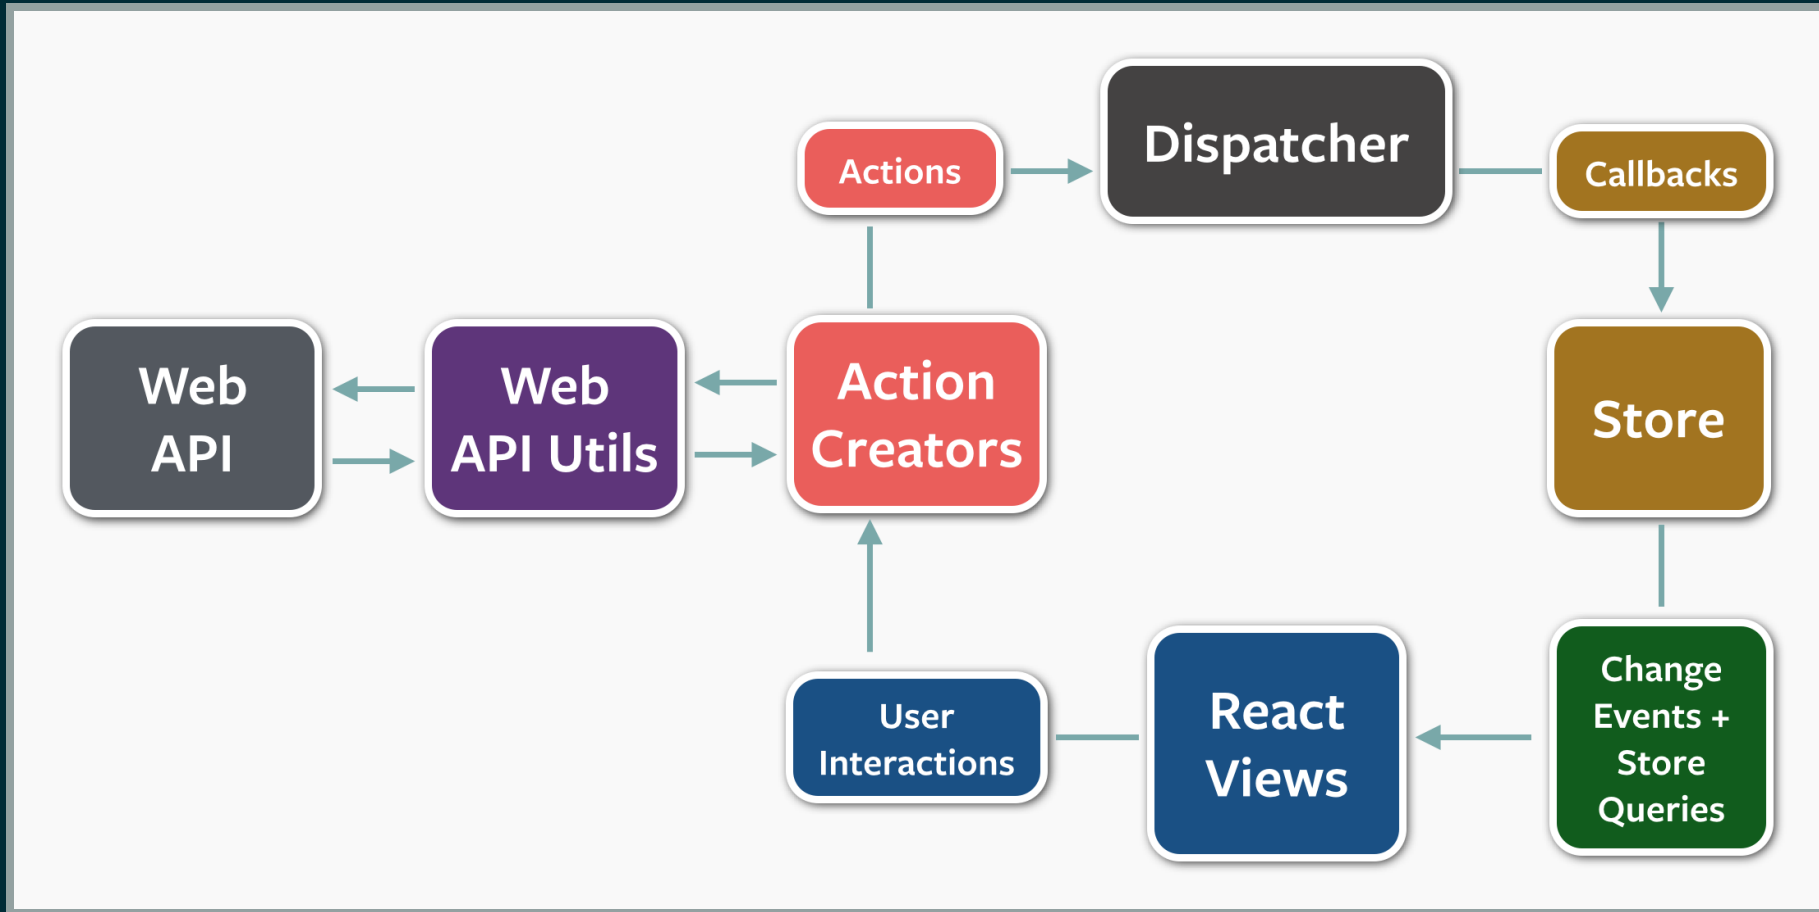 Dispatcher
Actions
Callbacks
Web
API
Web
API Utils
Action
Creators
Store
User
Interactions
React
Views
Change
Events +
Store
Queries